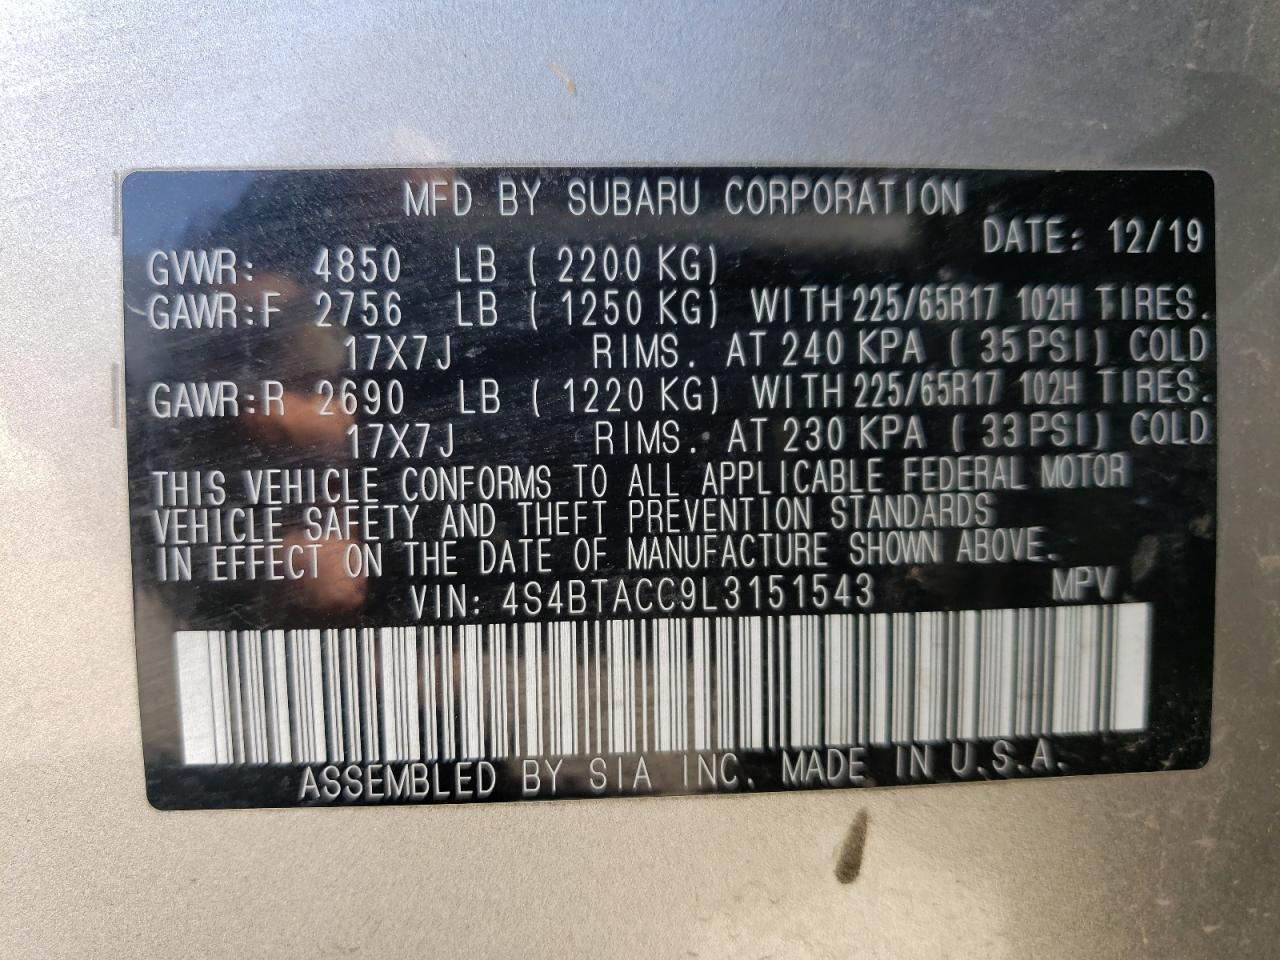 MFD BY SUBARU CORPORATION
DATE: 12/19
GVWR: 4850 LB ( 2200 KG)
GAWR:F 2756 LB ( 1250 KG) WITH 225/65R17 102H TIRES.
17X7J RIMS. AT 240 KPA ( 35 PSI) COLD
GAWR:R 2690 LB ( 1220 KG) WITH 225/65R17 102H TIRES.
17X7J RIMS. AT 230 KPA ( 33 PSI) COLD
THIS VEHICLE CONFORMS TO ALL APPLICABLE FEDERAL MOTOR
VEHICLE SAFETY AND THEFT PREVENTION STANDARDS
IN EFFECT ON THE DATE OF MANUFACTURE SHOWN ABOVE.
VIN: 4S4BTACC9L3151543 MPV
ASSEMBLED BY SIA INC. MADE IN U.S.A.